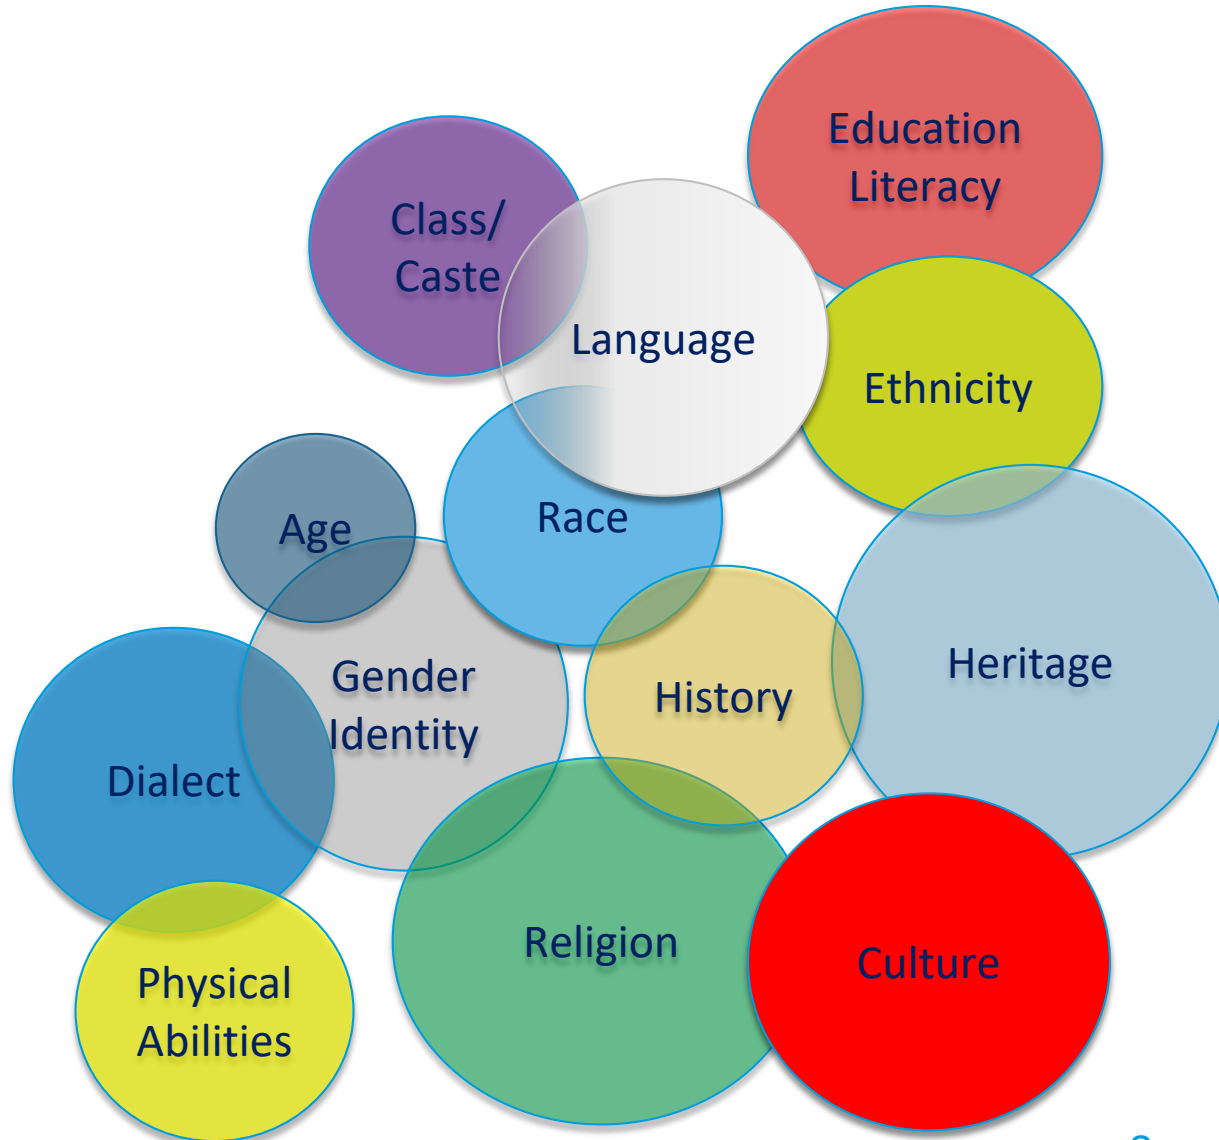 Education
Literacy
Class/
Caste
Language
Ethnicity
Age
Race
Gender
Identity
History
Heritage
Dialect
Religion
Culture
Physical
Abilities